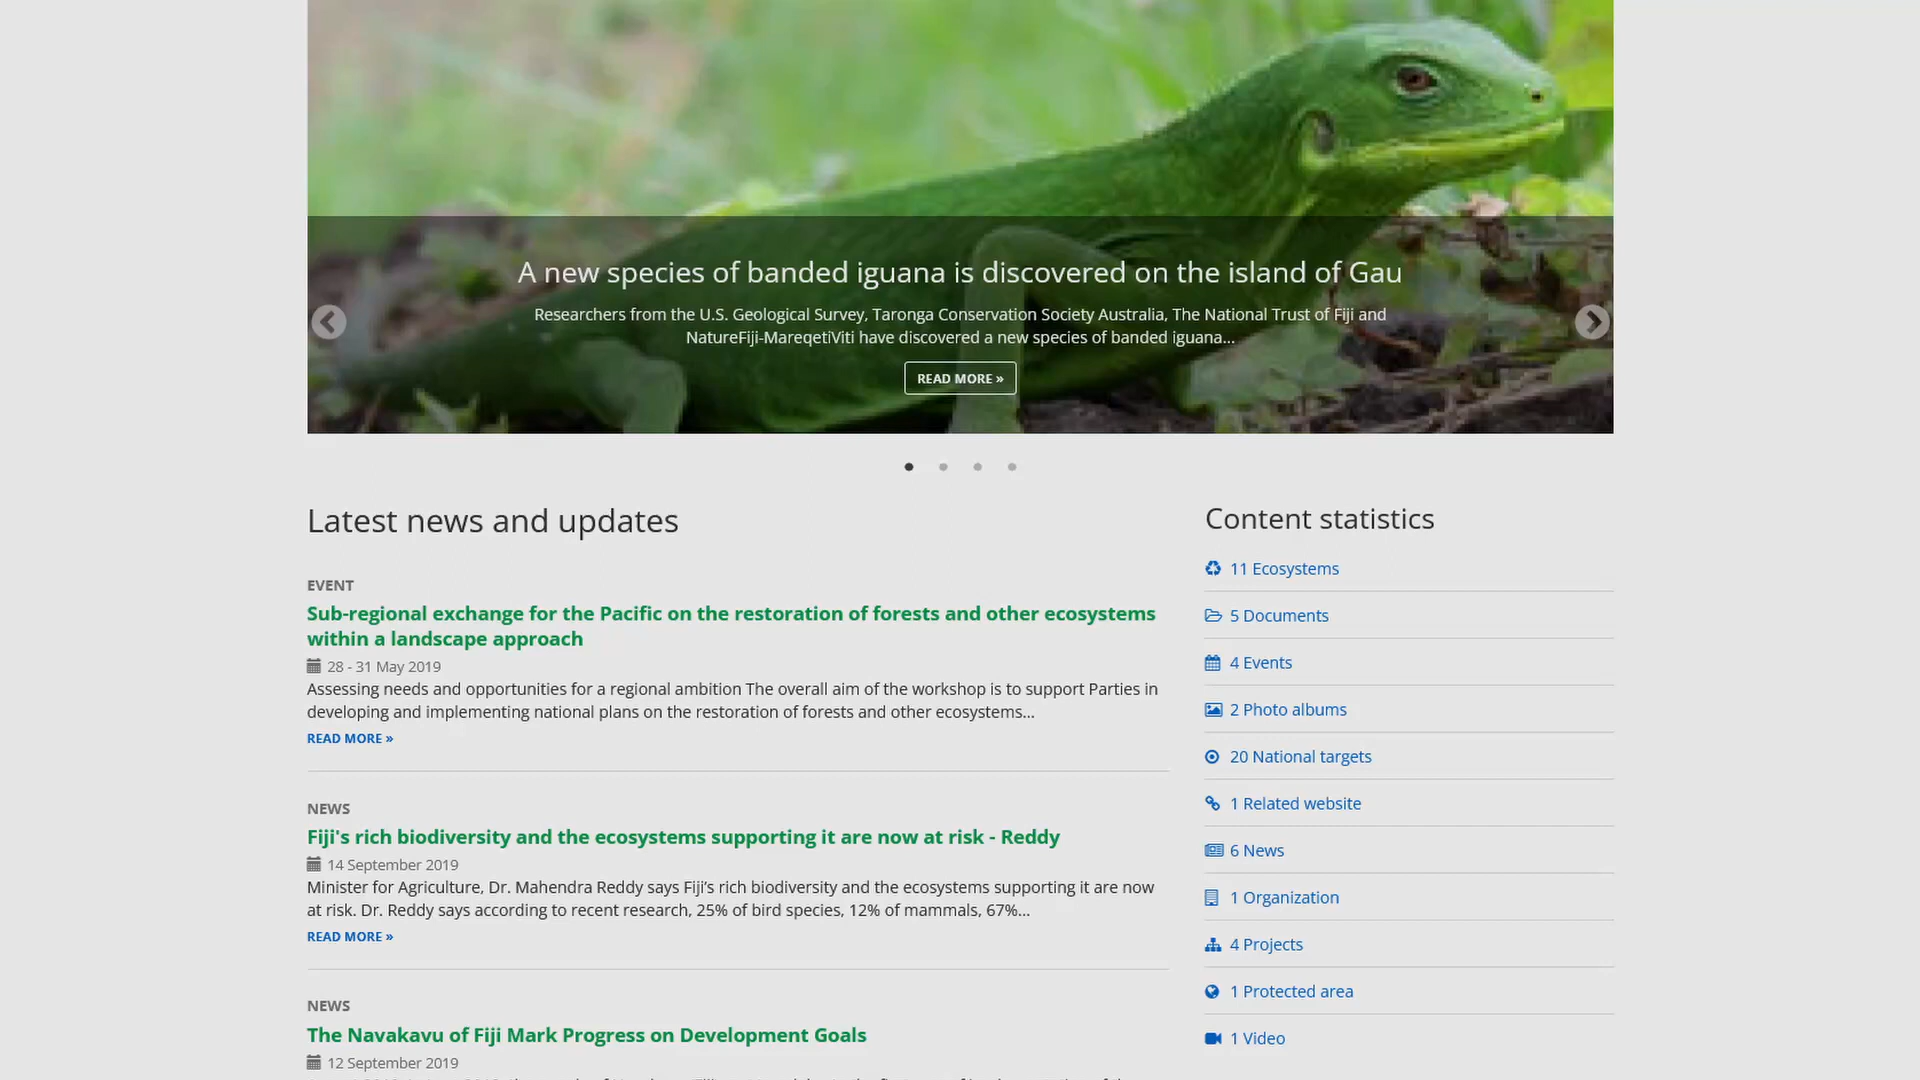 A new species of banded iguana is discovered on the island of Gau
Researchers from the U.S. Geological Survey, Taronga Conservation Society Australia, The National Trust of Fiji and
NatureFiji-MareqetiViti have discovered a new species of banded iguana...
READ MORE »
Latest news and updates
EVENT
Sub-regional exchange for the Pacific on the restoration of forests and other ecosystems
within a landscape approach
28 - 31 May 2019
Assessing needs and opportunities for a regional ambition The overall aim of the workshop is to support Parties in
developing and implementing national plans on the restoration of forests and other ecosystems...
READ MORE »
NEWS
Fiji's rich biodiversity and the ecosystems supporting it are now at risk - Reddy
14 September 2019
Minister for Agriculture, Dr. Mahendra Reddy says Fiji’s rich biodiversity and the ecosystems supporting it are now
at risk. Dr. Reddy says according to recent research, 25% of bird species, 12% of mammals, 67%...
READ MORE »
NEWS
The Navakavu of Fiji Mark Progress on Development Goals
12 September 2019
Content statistics
11 Ecosystems
5 Documents
4 Events
2 Photo albums
20 National targets
1 Related website
6 News
1 Organization
4 Projects
1 Protected area
1 Video